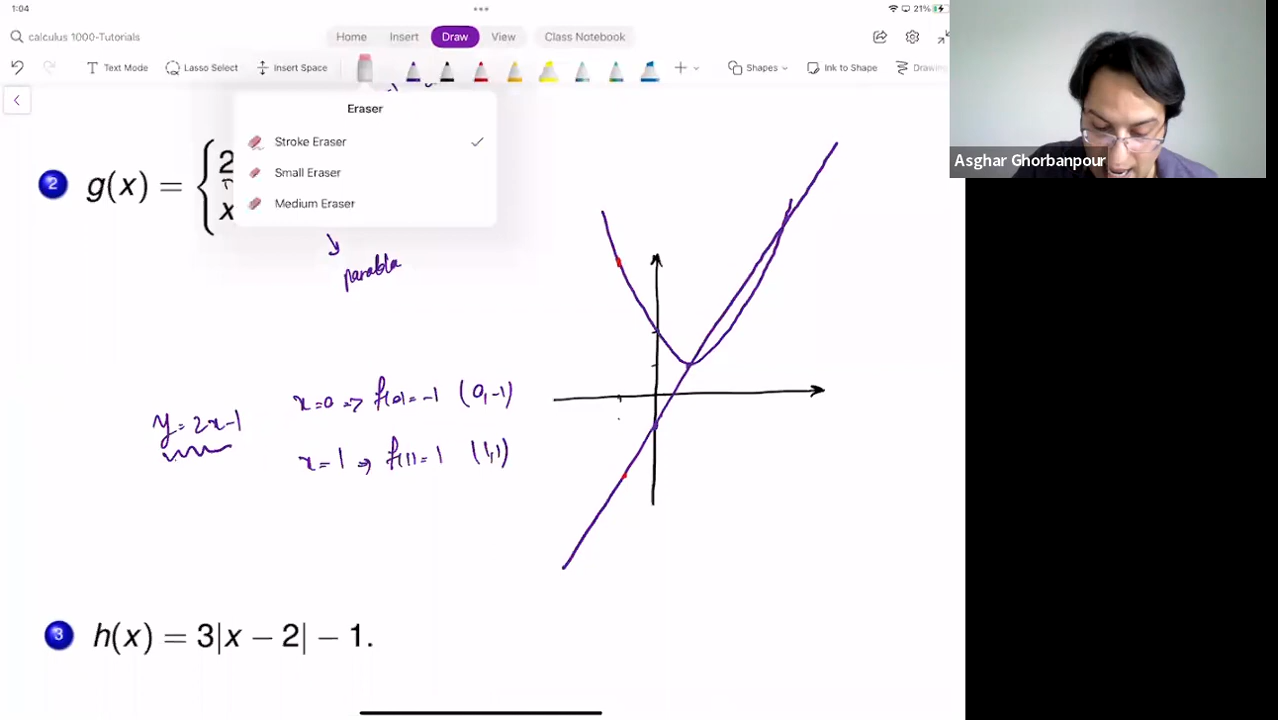 1:04
21%
calculus 1000-Tutorials
Home Insert Draw View Class Notebook
Text Mode Lasso Select Insert Space Shapes Ink to Shape Drawing
Eraser
Stroke Eraser
Small Eraser
Medium Eraser
Asghar Ghorbanpour
2 g(x) = { 2
x
parabla
x=0 => f(0)=-1 (0,-1)
y=2x-1
x=1 => f(1)=1 (1,1)
3 h(x) = 3|x − 2| − 1.